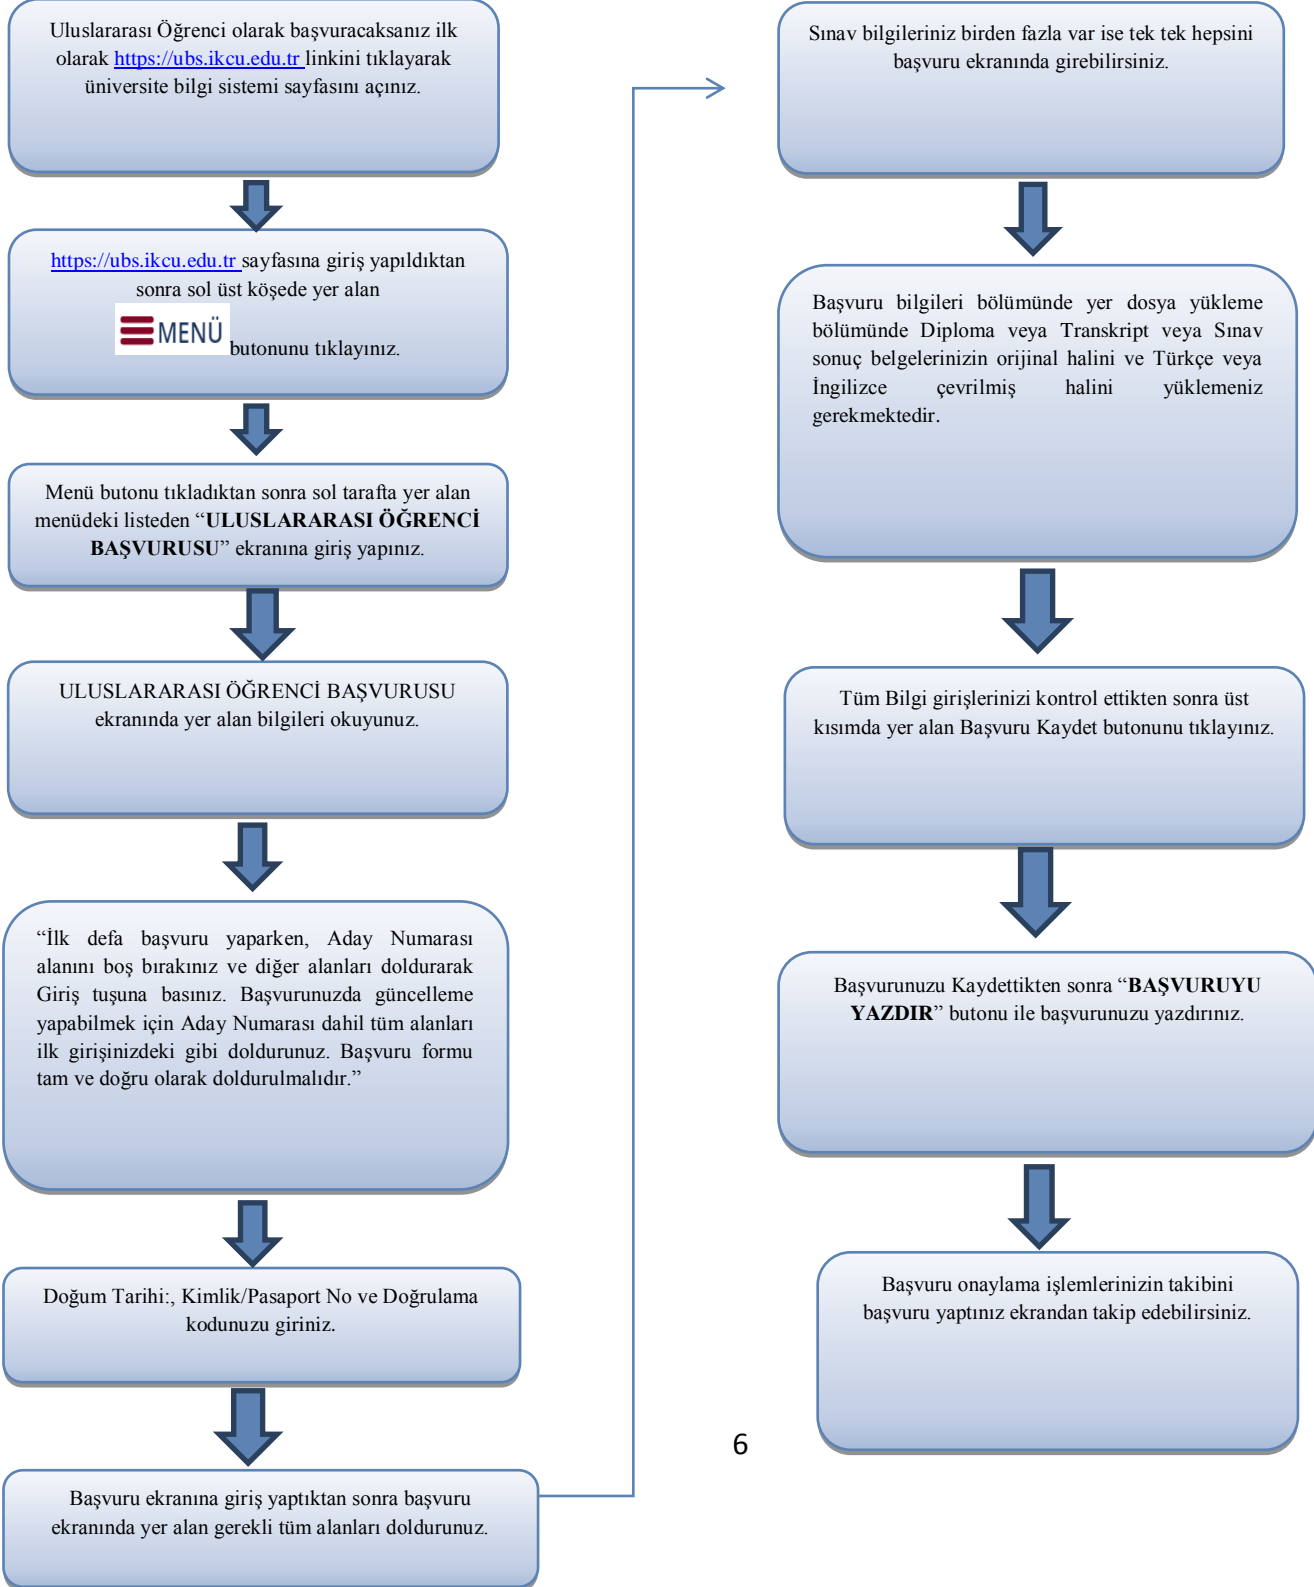 Uluslararası Öğrenci olarak başvuracaksanız ilk
olarak https://ubs.ikcu.edu.tr linkini tıklayarak
üniversite bilgi sistemi sayfasını açınız.
https://ubs.ikcu.edu.tr sayfasına giriş yapıldıktan
sonra sol üst köşede yer alan
MENÜ butonunu tıklayınız.
Menü butonu tıkladıktan sonra sol tarafta yer alan
menüdeki listeden “ULUSLARARASI ÖĞRENCİ
BAŞVURUSU” ekranına giriş yapınız.
ULUSLARARASI ÖĞRENCİ BAŞVURUSU
ekranında yer alan bilgileri okuyunuz.
“İlk defa başvuru yaparken, Aday Numarası
alanını boş bırakınız ve diğer alanları doldurarak
Giriş tuşuna basınız. Başvurunuzda güncelleme
yapabilmek için Aday Numarası dahil tüm alanları
ilk girişinizdeki gibi doldurunuz. Başvuru formu
tam ve doğru olarak doldurulmalıdır.”
Doğum Tarihi:, Kimlik/Pasaport No ve Doğrulama
kodunuzu giriniz.
Başvuru ekranına giriş yaptıktan sonra başvuru
ekranında yer alan gerekli tüm alanları doldurunuz.
Sınav bilgileriniz birden fazla var ise tek tek hepsini
başvuru ekranında girebilirsiniz.
Başvuru bilgileri bölümünde yer dosya yükleme
bölümünde Diploma veya Transkript veya Sınav
sonuç belgelerinizin orijinal halini ve Türkçe veya
İngilizce çevrilmiş halini yüklemeniz
gerekmektedir.
Tüm Bilgi girişlerinizi kontrol ettikten sonra üst
kısımda yer alan Başvuru Kaydet butonunu tıklayınız.
Başvurunuzu Kaydettikten sonra “BAŞVURUYU
YAZDIR” butonu ile başvurunuzu yazdırınız.
Başvuru onaylama işlemlerinizin takibini
başvuru yaptınız ekrandan takip edebilirsiniz.
6